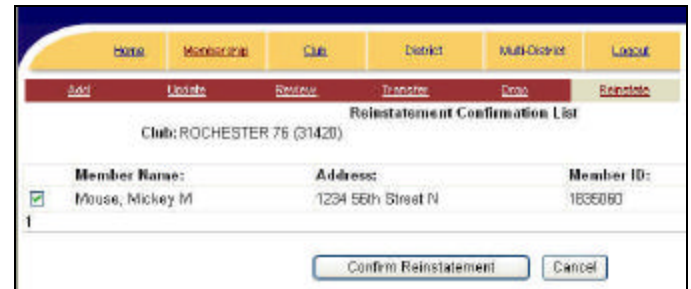 Home Membership Club District Multi-District Logout
Add Update Review Transfer Drop Reinstate
Reinstatement Confirmation List
Club: ROCHESTER 76 (31420)
Member Name: Address: Member ID:
Mouse, Mickey M 1234 56th Street N 1835060
1
Confirm Reinstatement Cancel